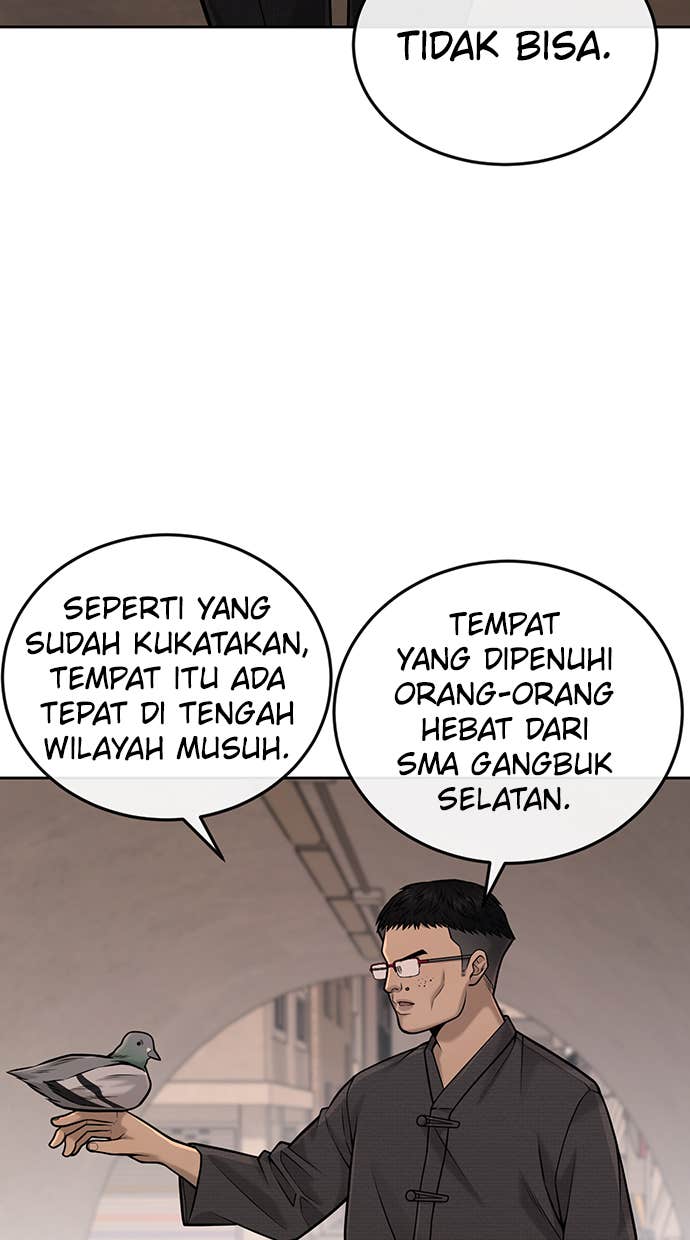 TIDAK BISA.
SEPERTI YANG
SUDAH KUKATAKAN,
TEMPAT ITU ADA
TEPAT DI TENGAH
WILAYAH MUSUH.
TEMPAT
YANG DIPENUHI
ORANG-ORANG
HEBAT DARI
SMA GANGBUK
SELATAN.